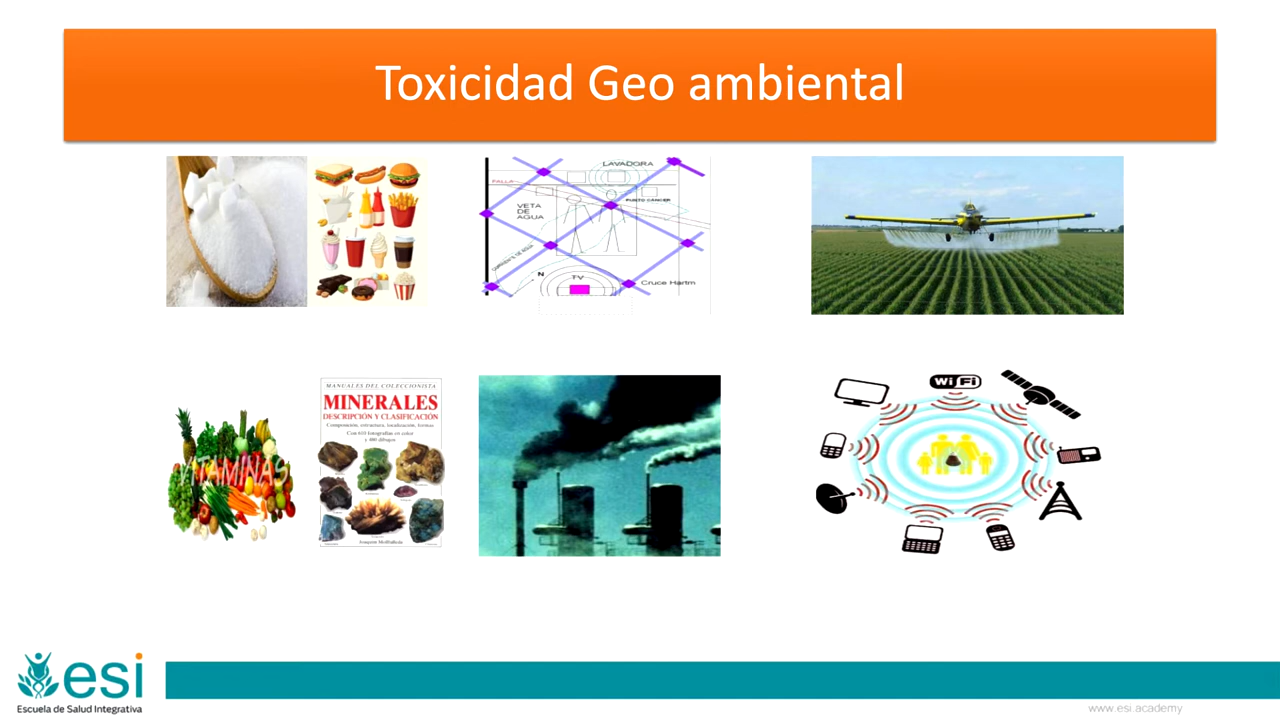 Toxicidad Geo ambiental
LAVADORA
FALLA
PUNTO CÁNCER
VETA
DE
AGUA
N
TV
Cruce Hartm
VITAMINAS
MANUALES DEL COLECCIONISTA
MINERALES
DESCRIPCIÓN Y CLASIFICACIÓN
Composición, estructura, localización, formas
Con 610 fotografías en color
y 400 dibujos
Wi Fi
esi
Escuela de Salud Integrativa
www.esi.academy